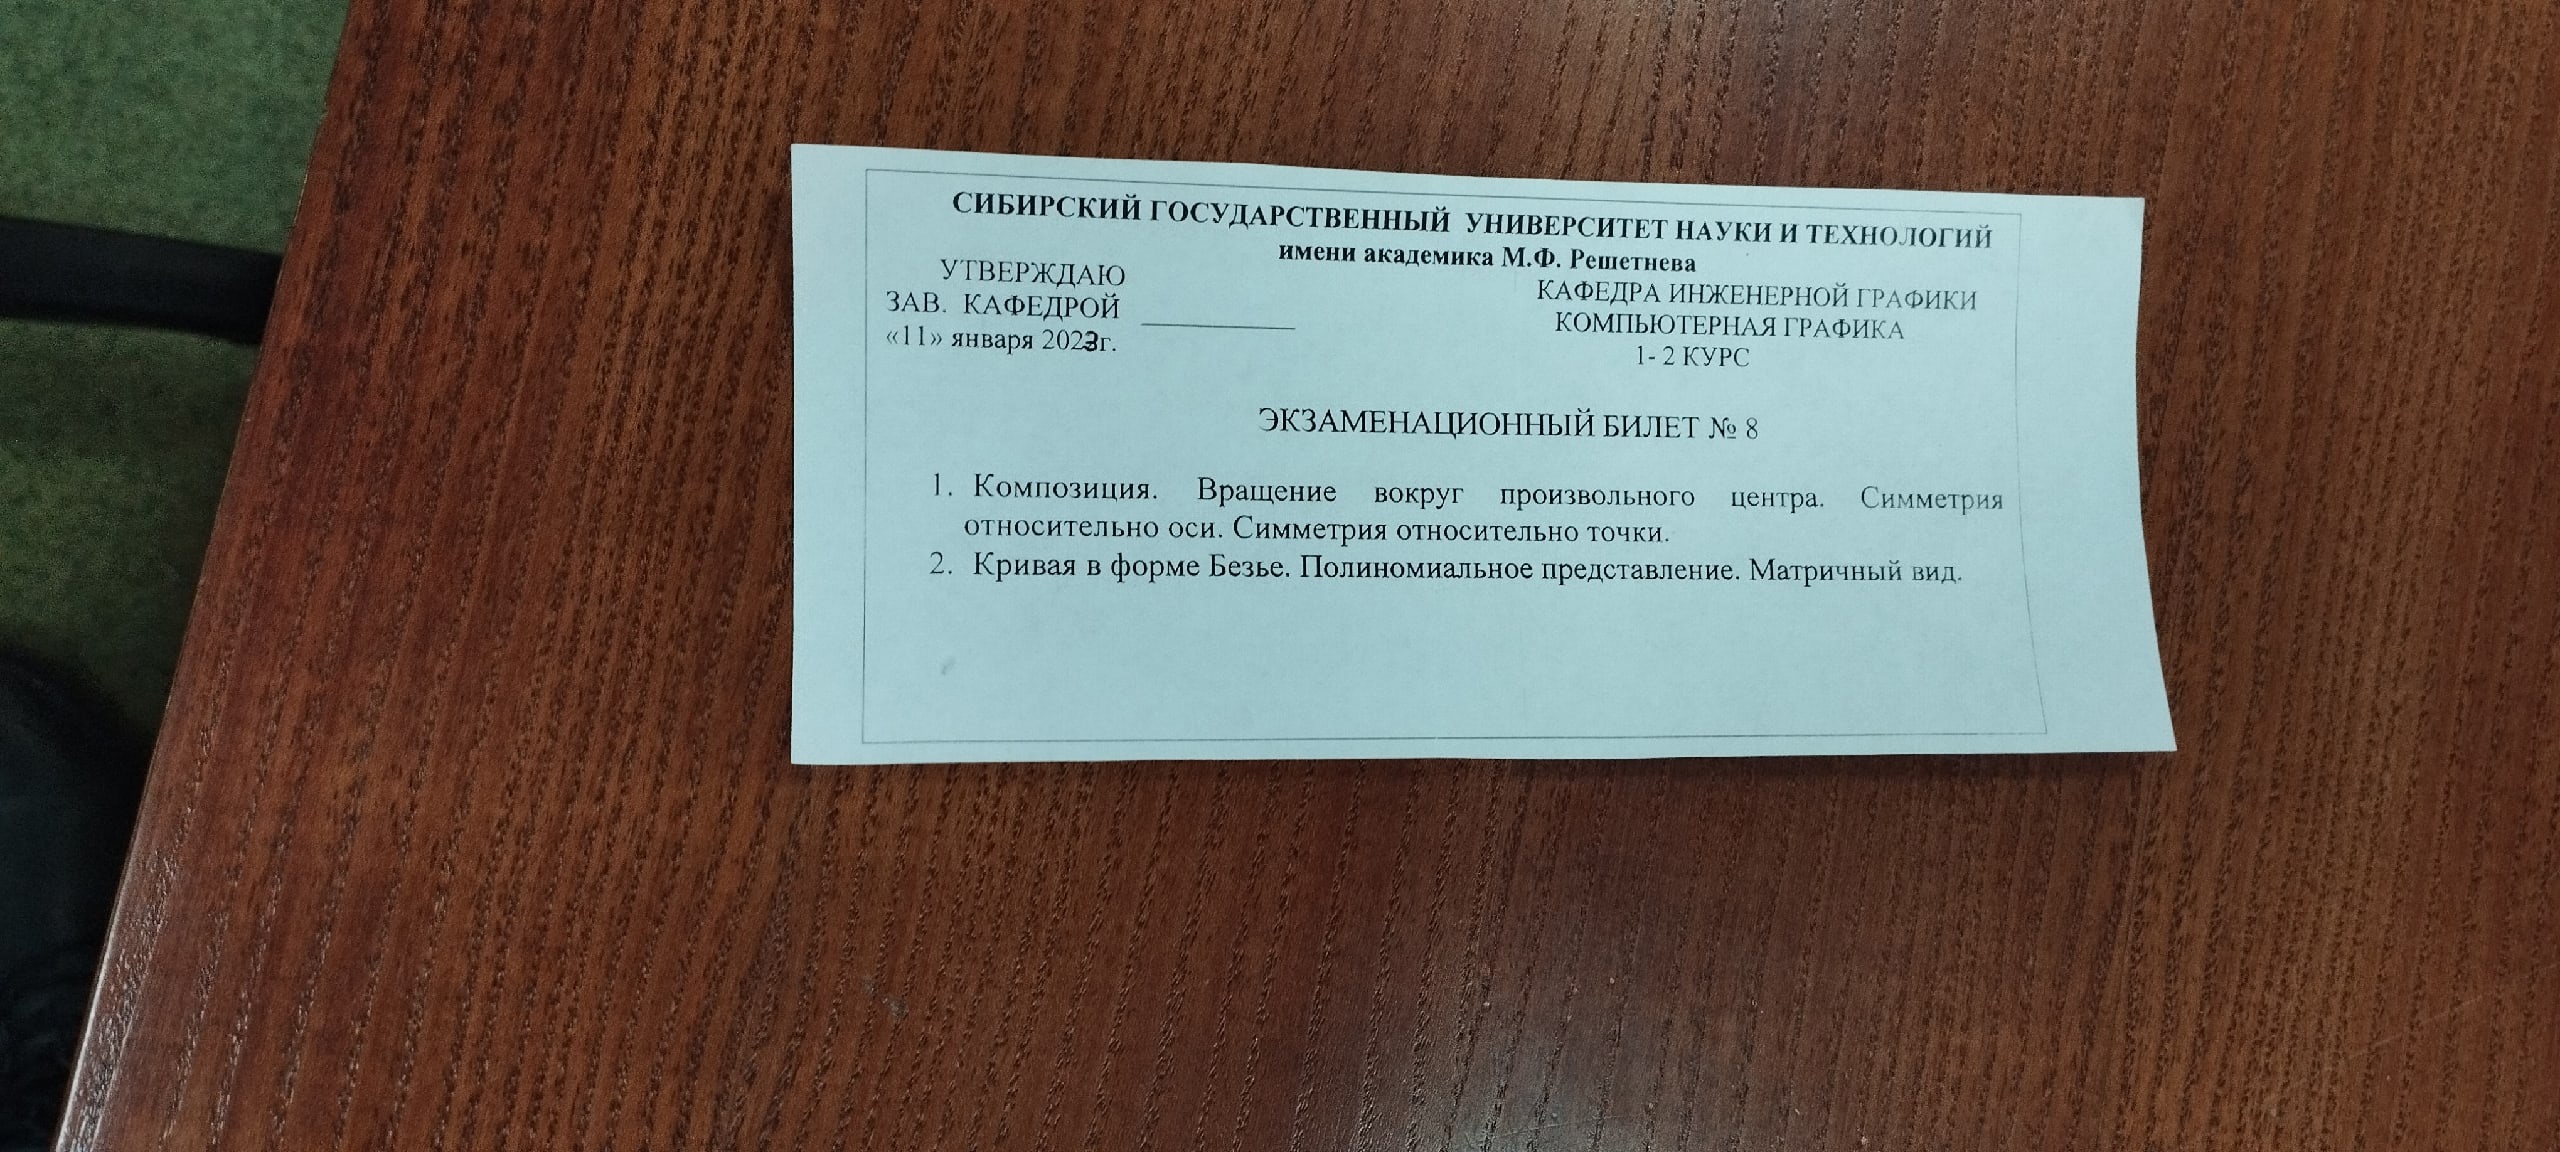 СИБИРСКИЙ ГОСУДАРСТВЕННЫЙ УНИВЕРСИТЕТ НАУКИ И ТЕХНОЛОГИЙ
имени академика М.Ф. Решетнева
УТВЕРЖДАЮ
ЗАВ. КАФЕДРОЙ ____________
«11» января 2023г.
КАФЕДРА ИНЖЕНЕРНОЙ ГРАФИКИ
КОМПЬЮТЕРНАЯ ГРАФИКА
1- 2 КУРС
ЭКЗАМЕНАЦИОННЫЙ БИЛЕТ № 8
1. Композиция. Вращение вокруг произвольного центра. Симметрия
относительно оси. Симметрия относительно точки.
2. Кривая в форме Безье. Полиномиальное представление. Матричный вид.